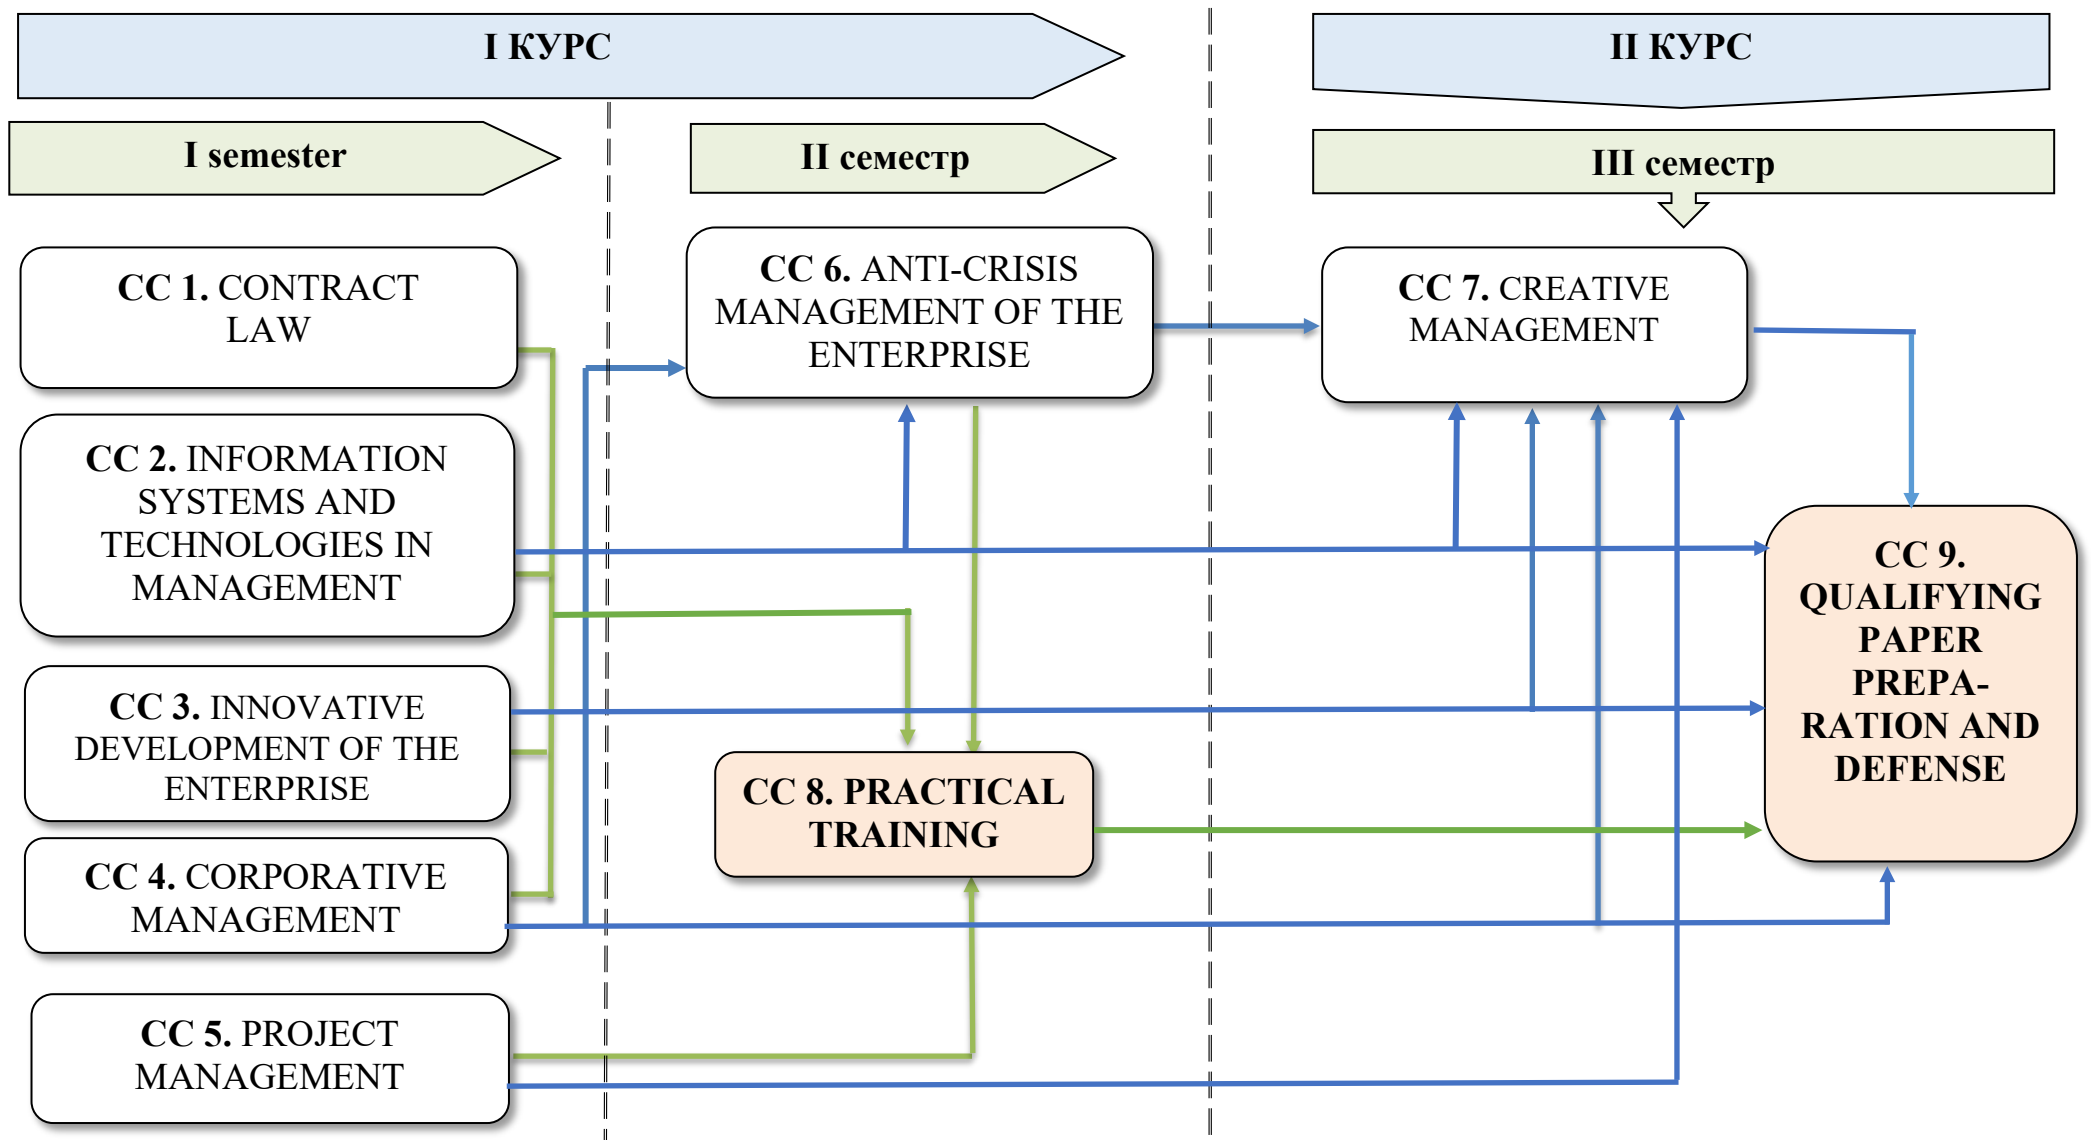 I КУРС
II КУРС
I semester
II семестр
III семестр
CC 1. CONTRACT
LAW
CC 2. INFORMATION
SYSTEMS AND
TECHNOLOGIES IN
MANAGEMENT
CC 3. INNOVATIVE
DEVELOPMENT OF THE
ENTERPRISE
CC 4. CORPORATIVE
MANAGEMENT
CC 5. PROJECT
MANAGEMENT
CC 6. ANTI-CRISIS
MANAGEMENT OF THE
ENTERPRISE
CC 8. PRACTICAL
TRAINING
CC 7. CREATIVE
MANAGEMENT
CC 9.
QUALIFYING
PAPER
PREPA-
RATION AND
DEFENSE